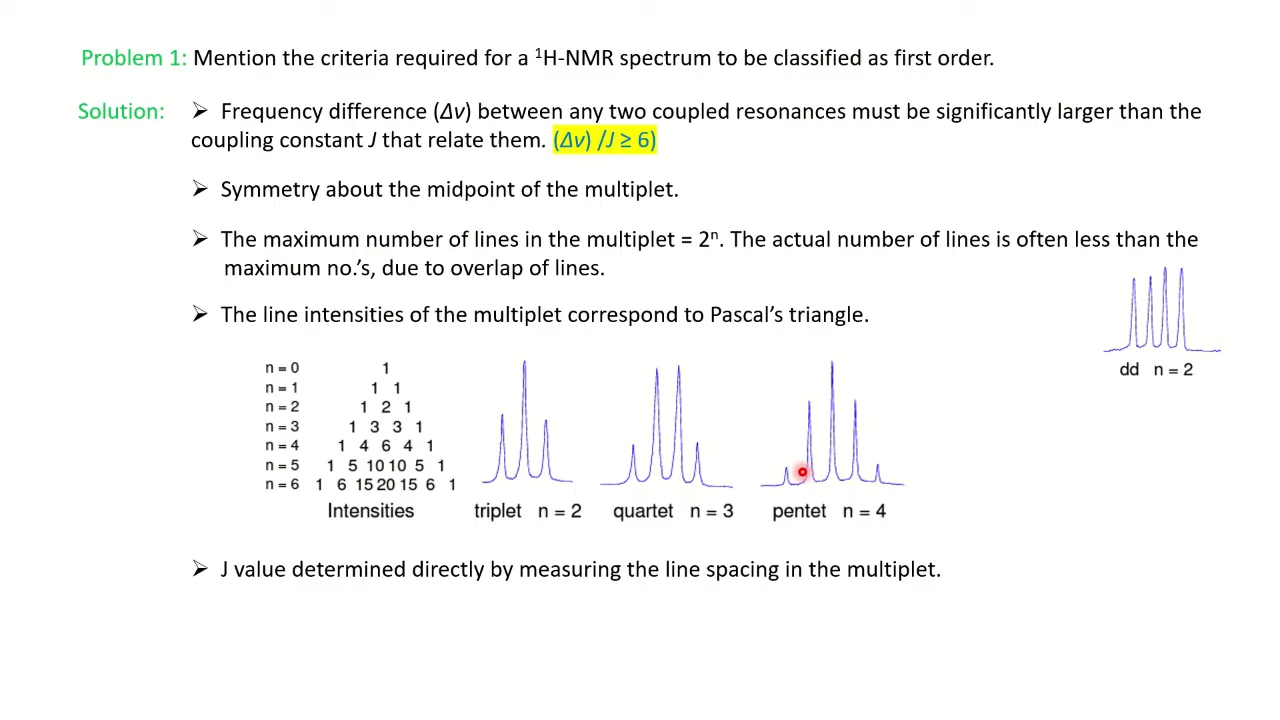 Problem 1: Mention the criteria required for a ¹H-NMR spectrum to be classified as first order.
Solution: ➢ Frequency difference (Δν) between any two coupled resonances must be significantly larger than the
coupling constant J that relate them. (Δν) /J ≥ 6)
➢ Symmetry about the midpoint of the multiplet.
➢ The maximum number of lines in the multiplet = 2ⁿ. The actual number of lines is often less than the
maximum no.'s, due to overlap of lines.
➢ The line intensities of the multiplet correspond to Pascal's triangle.
dd n = 2
n = 0 1
n = 1 1 1
n = 2 1 2 1
n = 3 1 3 3 1
n = 4 1 4 6 4 1
n = 5 1 5 10 10 5 1
n = 6 1 6 15 20 15 6 1
Intensities
triplet n = 2
quartet n = 3
pentet n = 4
➢ J value determined directly by measuring the line spacing in the multiplet.